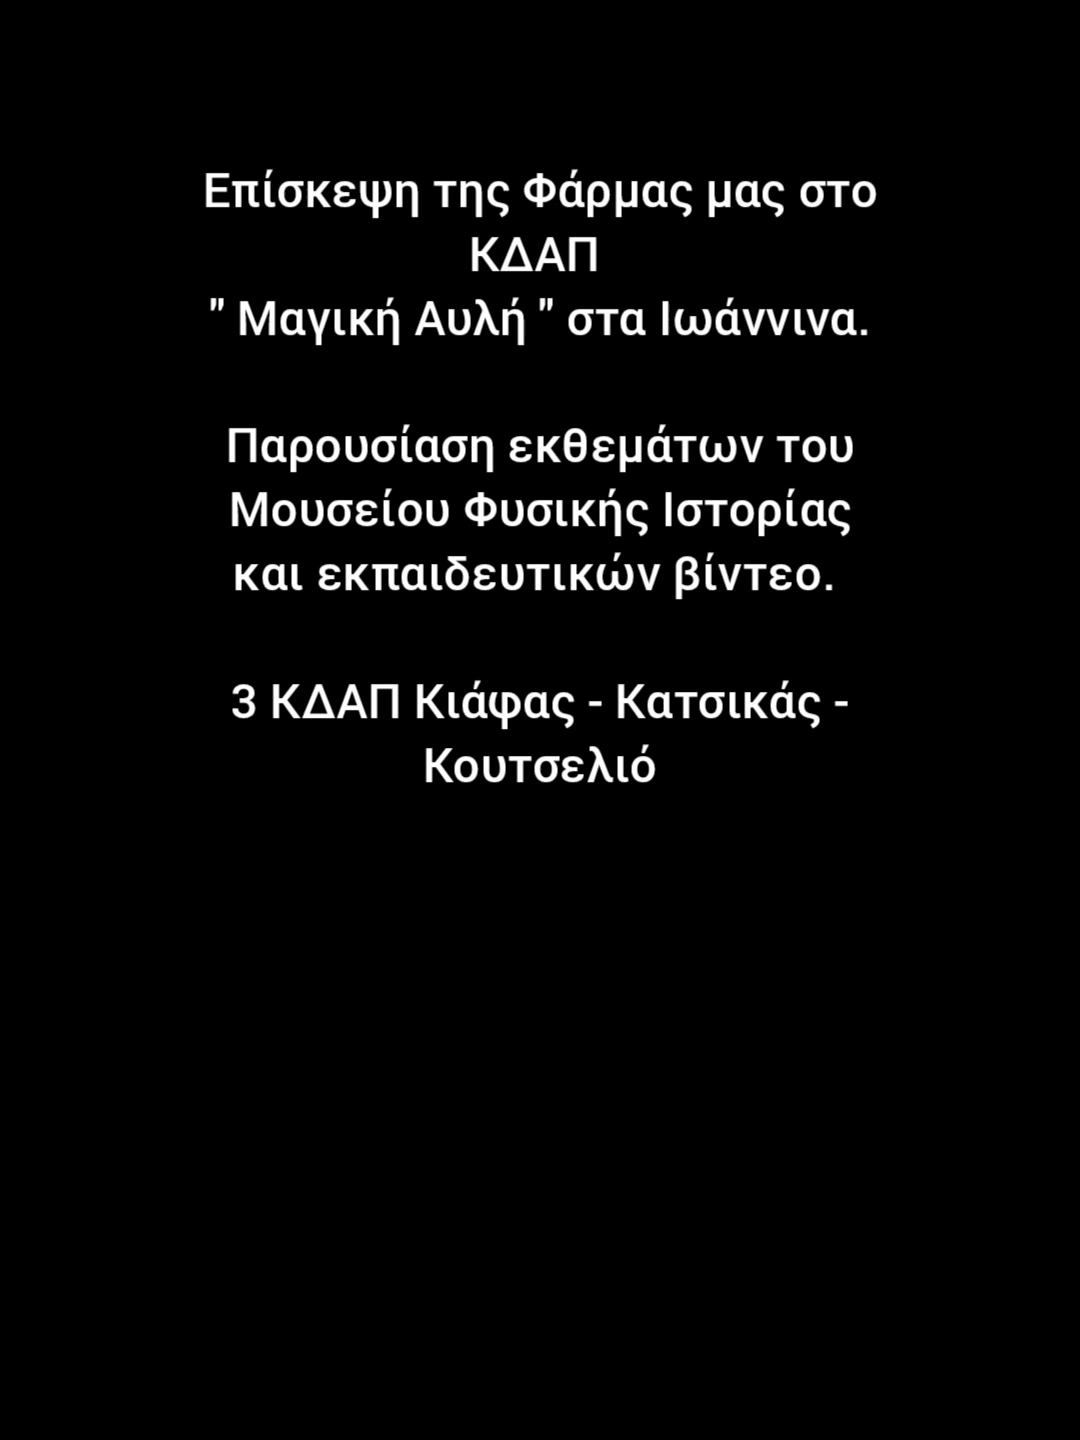 Επίσκεψη της Φάρμας μας στο
ΚΔΑΠ
" Μαγική Αυλή " στα Ιωάννινα.
Παρουσίαση εκθεμάτων του
Μουσείου Φυσικής Ιστορίας
και εκπαιδευτικών βίντεο.
3 ΚΔΑΠ Κιάφας - Κατσικάς -
Κουτσελιό